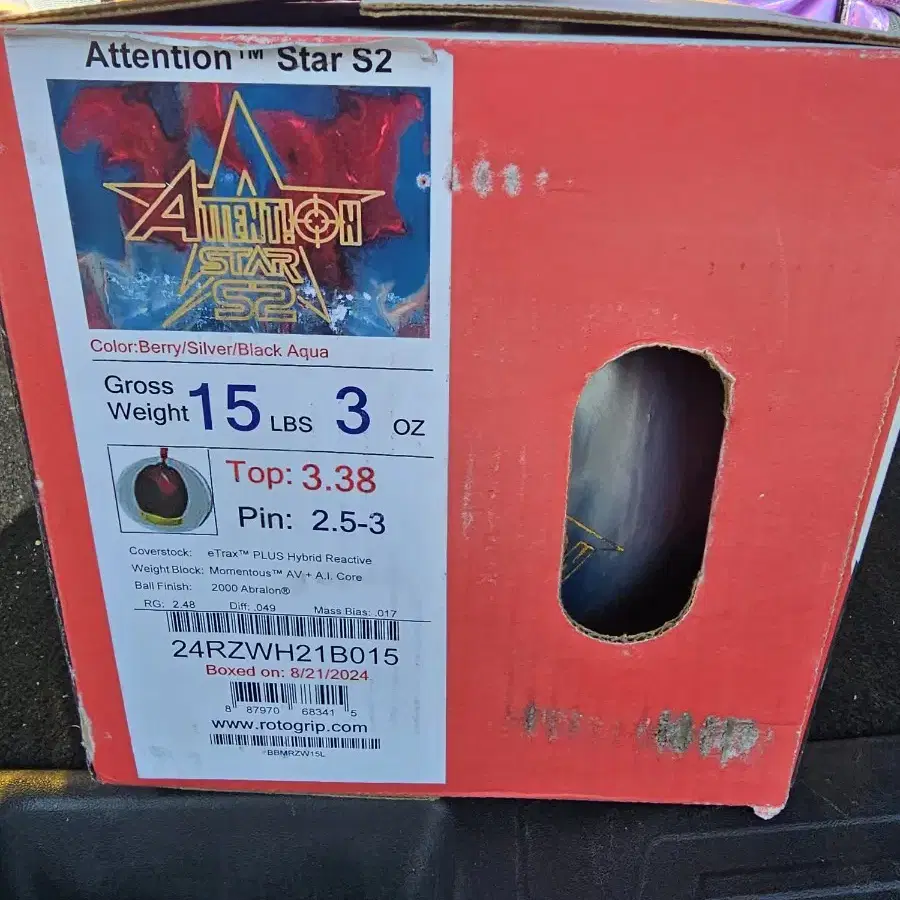 Attention™ Star S2
ATTENT!ON
STAR
S2
Color:Berry/Silver/Black Aqua
Gross Weight 15 LBS 3 OZ
Top: 3.38
Pin: 2.5-3
Coverstock: eTrax™ PLUS Hybrid Reactive
Weight Block: Momentous™ AV + A.I. Core
Ball Finish: 2000 Abralon®
RG: 2.48 Diff: .049 Mass Bias: .017
24RZWH21B015
Boxed on: 8/21/2024
8 87970 68341 5
www.rotogrip.com
*BBMRZW15L